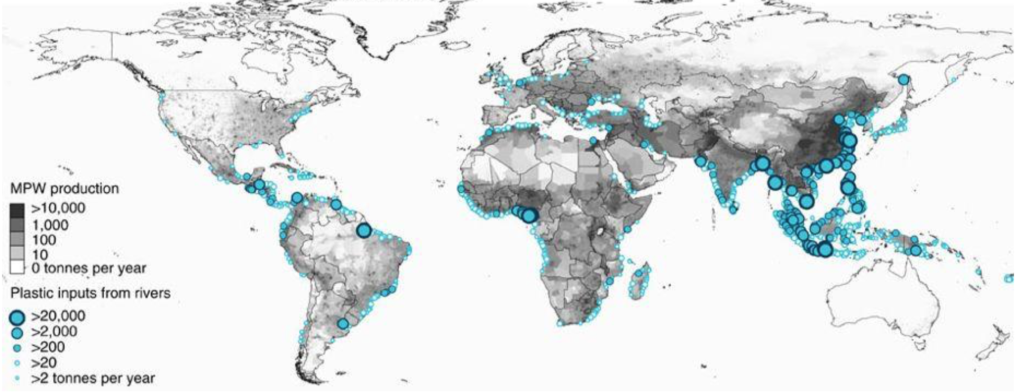 MPW production
>10,000
1,000
100
10
0 tonnes per year
Plastic inputs from rivers
>20,000
>2,000
>200
>20
>2 tonnes per year